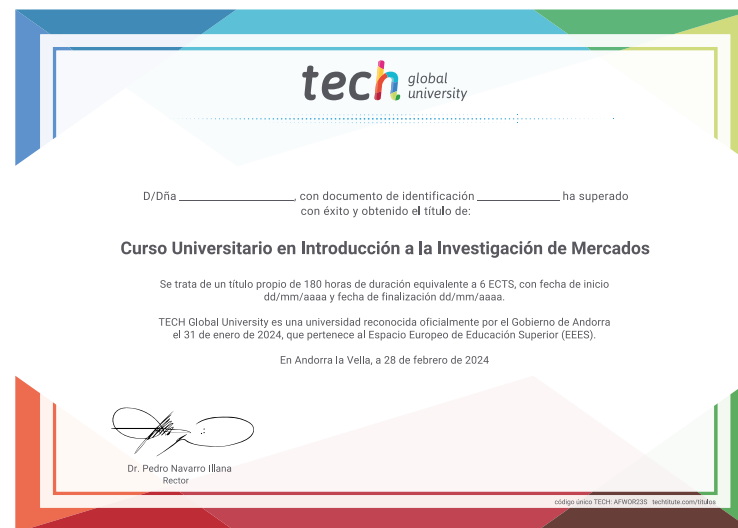 tech global university
D/Dña ____________________, con documento de identificación ______________ ha superado
con éxito y obtenido el título de:
Curso Universitario en Introducción a la Investigación de Mercados
Se trata de un título propio de 180 horas de duración equivalente a 6 ECTS, con fecha de inicio
dd/mm/aaaa y fecha de finalización dd/mm/aaaa.
TECH Global University es una universidad reconocida oficialmente por el Gobierno de Andorra
el 31 de enero de 2024, que pertenece al Espacio Europeo de Educación Superior (EEES).
En Andorra la Vella, a 28 de febrero de 2024
Dr. Pedro Navarro Illana
Rector
código único TECH: AFWOR23S techtitute.com/títulos